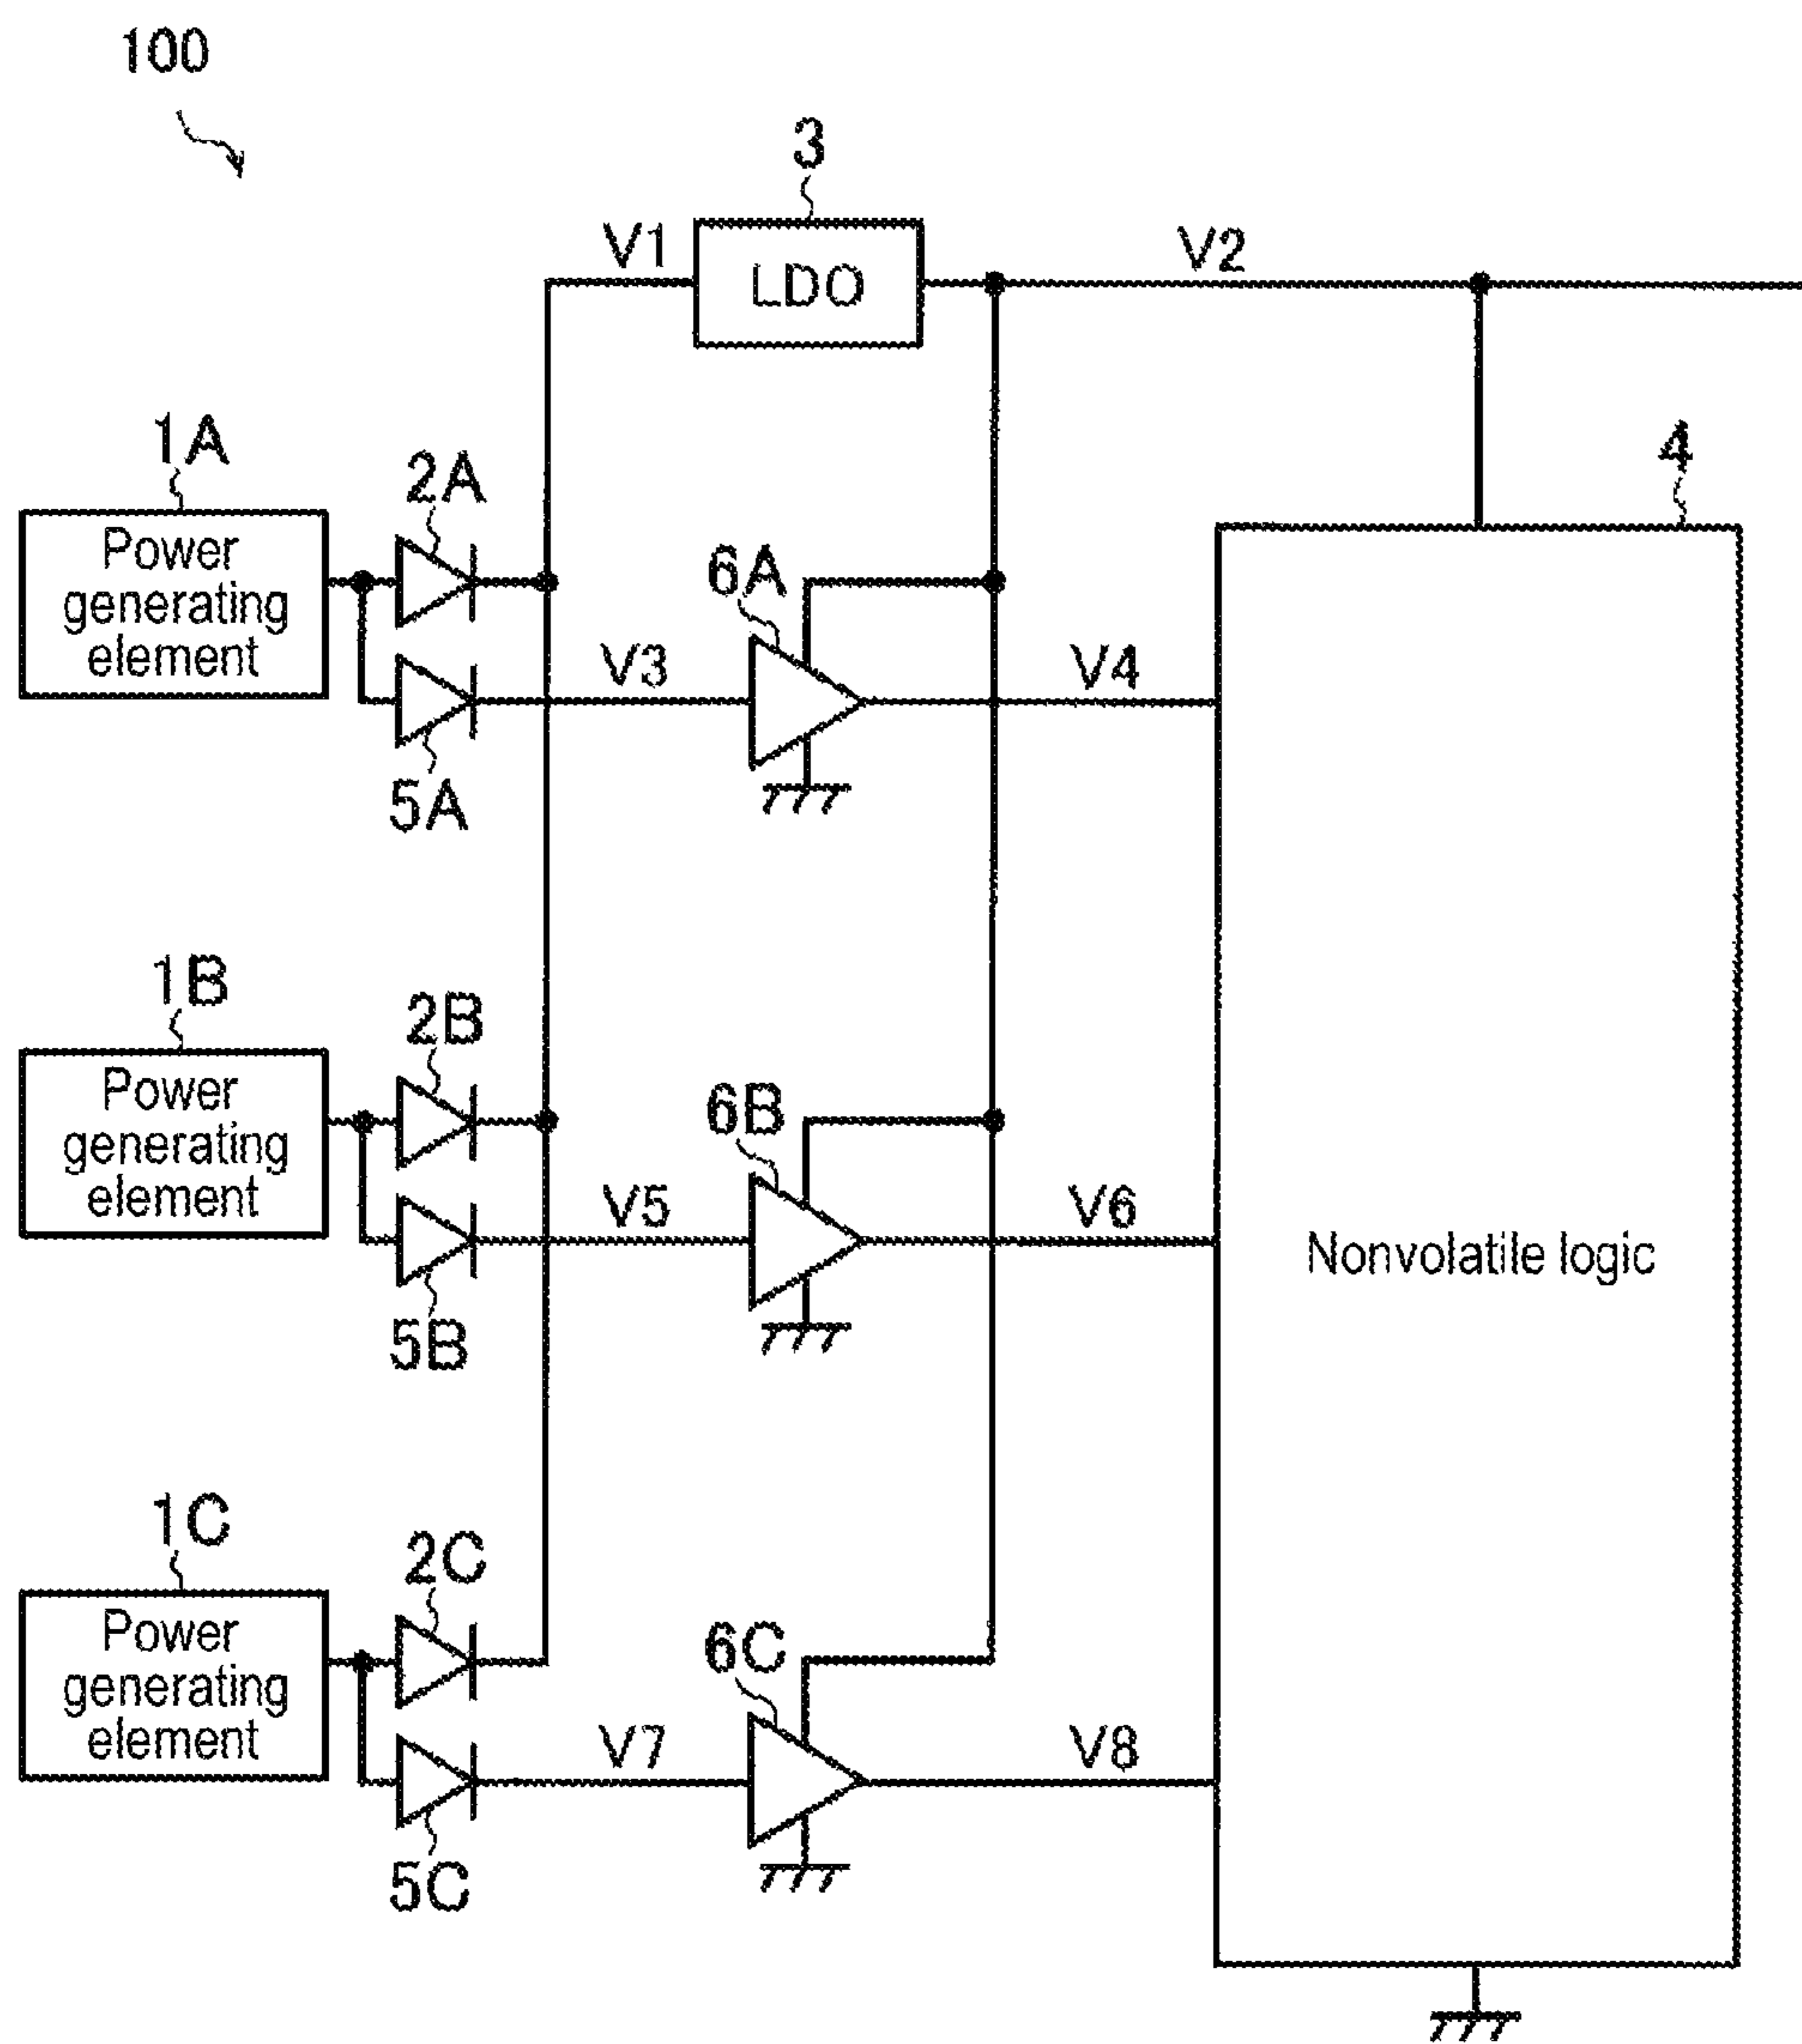 100
3
V1
LDO
V2
1A
2A
4
Power
generating
element
6A
V3
V4
5A
1B
2B
Power
generating
element
6B
V5
V6
Nonvolatile logic
5B
1C
2C
Power
generating
element
6C
V7
V8
5C